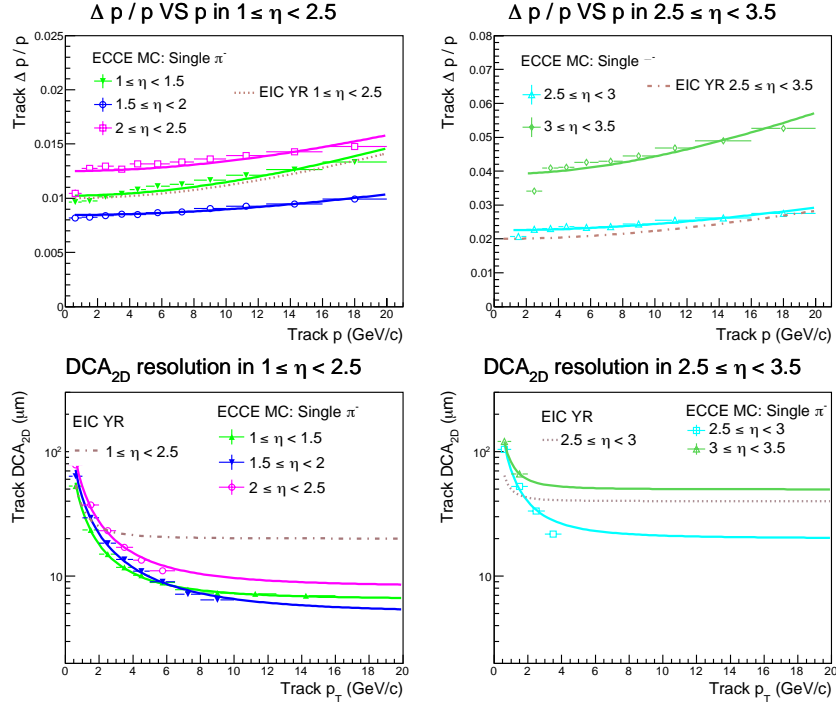 Δ p / p VS p in 1 ≤ η < 2.5
Track Δ p / p
0.025
0.02
0.015
0.01
0.005
0
ECCE MC: Single π⁻
1 ≤ η < 1.5
1.5 ≤ η < 2
2 ≤ η < 2.5
EIC YR 1 ≤ η < 2.5
0 2 4 6 8 10 12 14 16 18 20
Track p (GeV/c)
Δ p / p VS p in 2.5 ≤ η < 3.5
Track Δ p / p
0.08
0.07
0.06
0.05
0.04
0.03
0.02
0.01
0
ECCE MC: Single ⁻⁻
2.5 ≤ η < 3
3 ≤ η < 3.5
EIC YR 2.5 ≤ η < 3.5
0 2 4 6 8 10 12 14 16 18 20
Track p (GeV/c)
DCA₂D resolution in 1 ≤ η < 2.5
Track DCA₂D (μm)
10²
10
EIC YR
1 ≤ η < 2.5
ECCE MC: Single π⁻
1 ≤ η < 1.5
1.5 ≤ η < 2
2 ≤ η < 2.5
0 2 4 6 8 10 12 14 16 18 20
Track p_T (GeV/c)
DCA₂D resolution in 2.5 ≤ η < 3.5
Track DCA₂D (μm)
10²
10
EIC YR
2.5 ≤ η < 3
ECCE MC: Single π⁻
2.5 ≤ η < 3
3 ≤ η < 3.5
0 2 4 6 8 10 12 14 16 18 20
Track p_T (GeV/c)